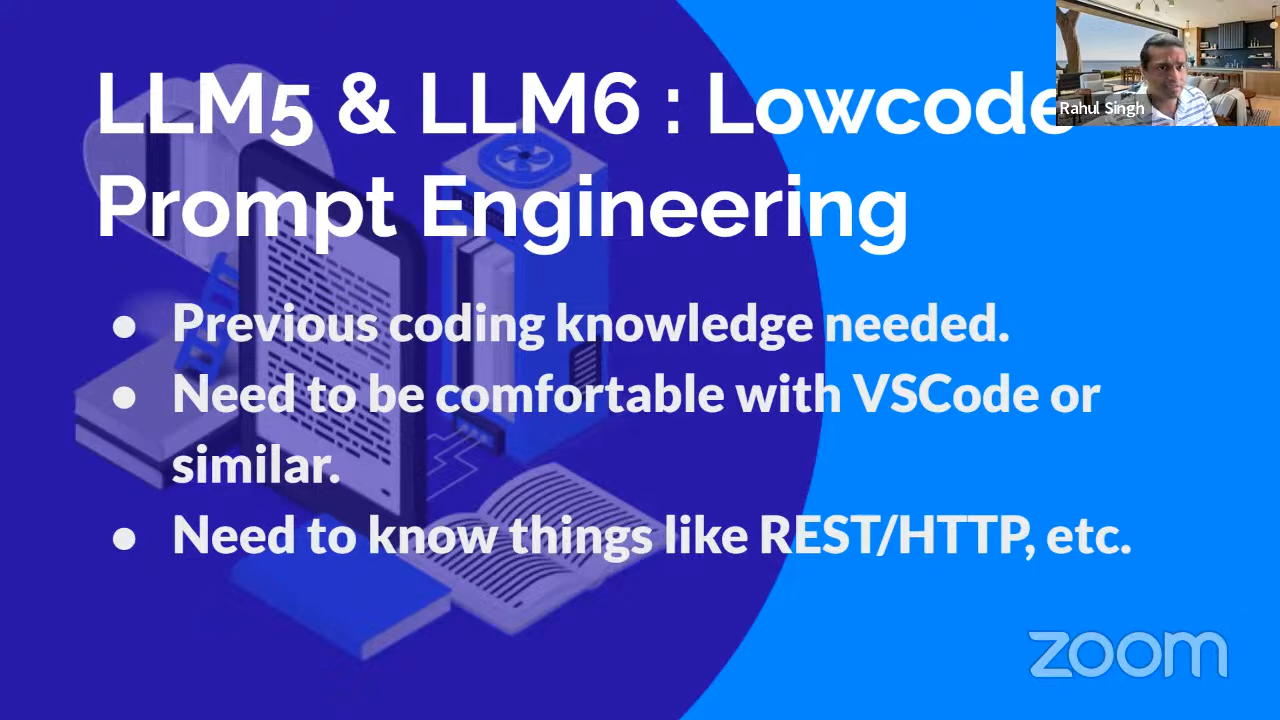 LLM5 & LLM6 : Lowcode
Rahul Singh
Prompt Engineering
● Previous coding knowledge needed.
● Need to be comfortable with VSCode or
similar.
● Need to know things like REST/HTTP, etc.
zoom